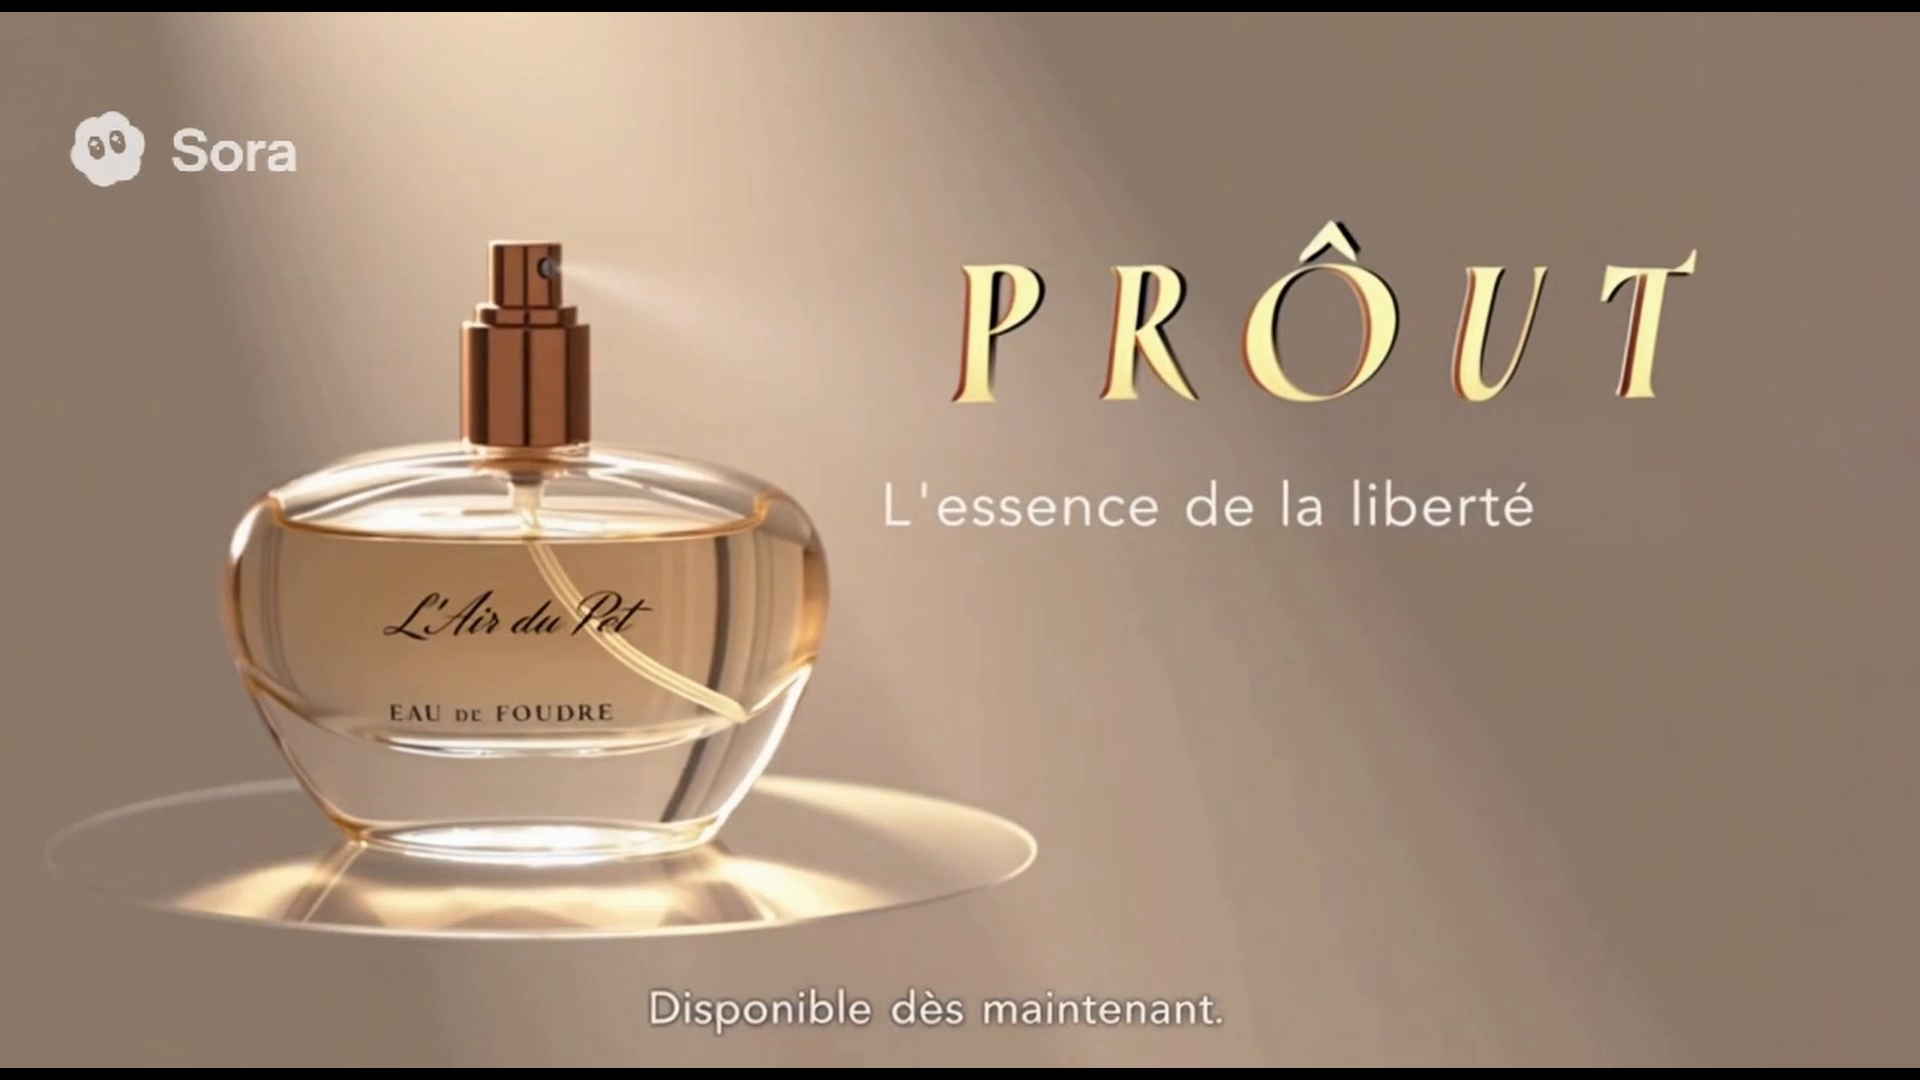 Sora
PRÔUT
L'essence de la liberté
L'Air du Pet
EAU DE FOUDRE
Disponible dès maintenant.